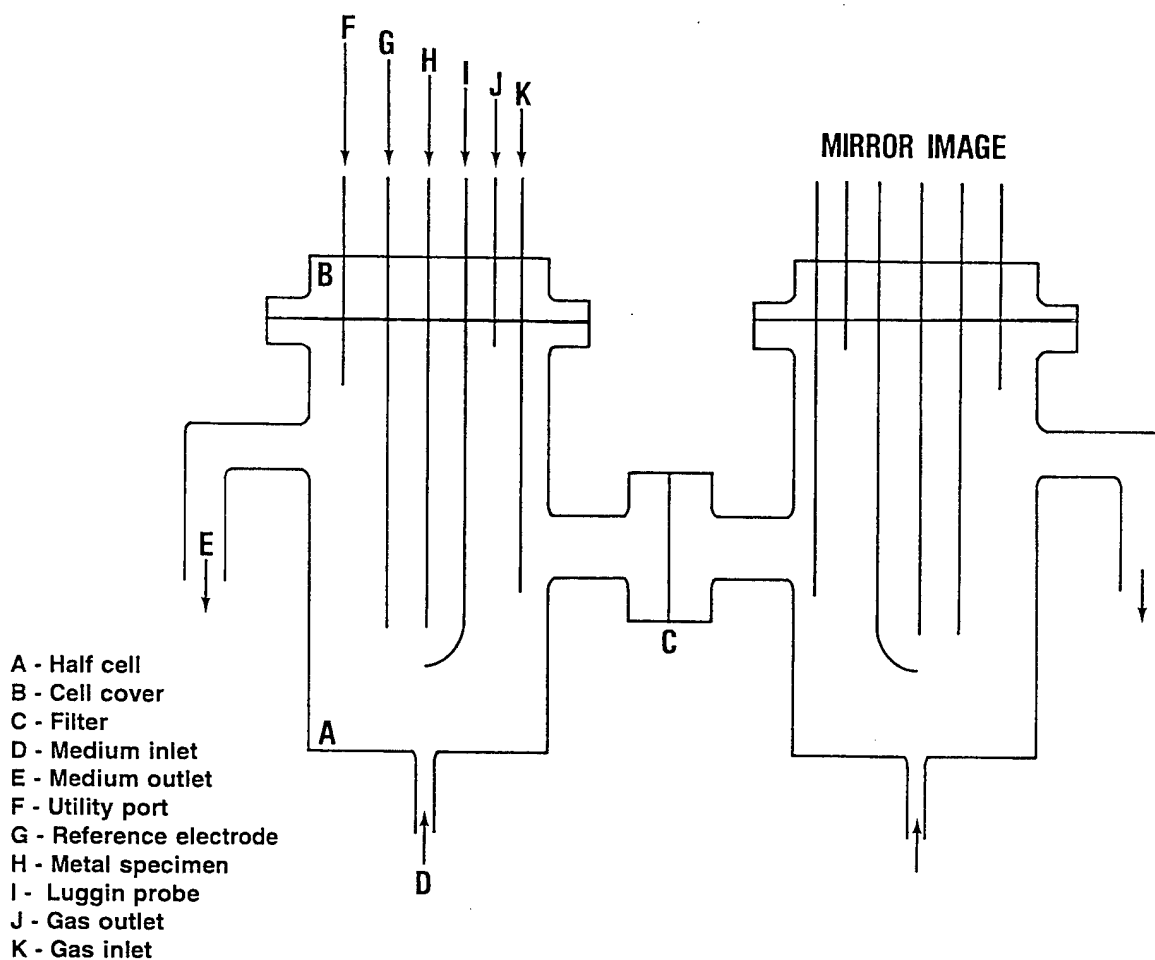 F
G
H
I
J
K
MIRROR IMAGE
B
E
C
A
D
A - Half cell
B - Cell cover
C - Filter
D - Medium inlet
E - Medium outlet
F - Utility port
G - Reference electrode
H - Metal specimen
I - Luggin probe
J - Gas outlet
K - Gas inlet